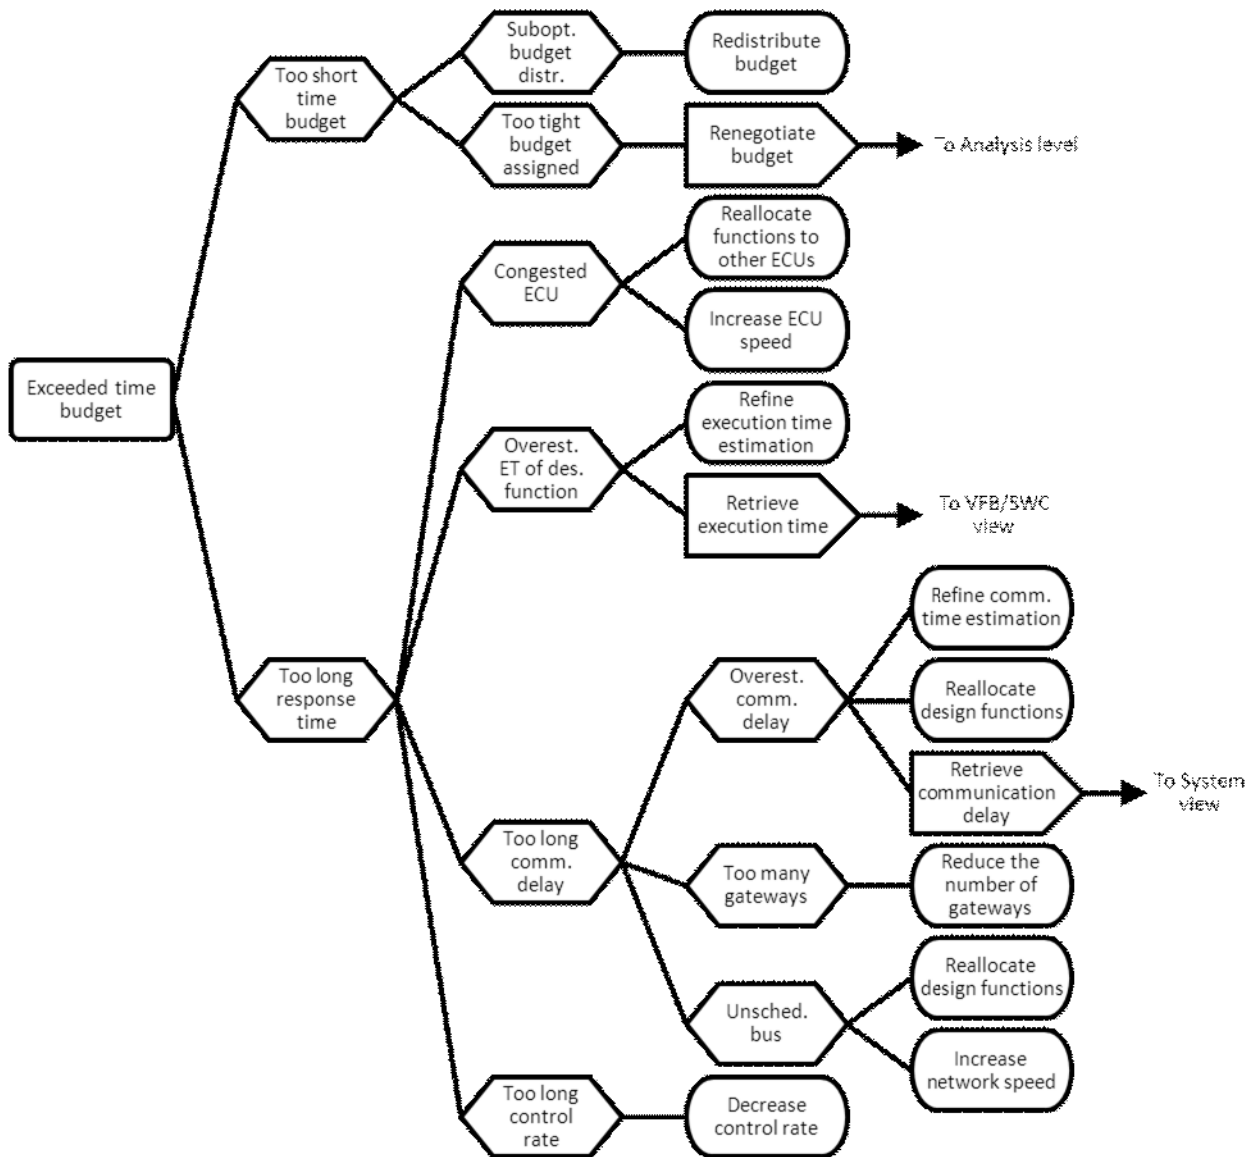 Subopt.
budget
distr.
Redistribute
budget
Too short
time
budget
Too tight
budget
assigned
Renegotiate
budget
To Analysis level
Reallocate
functions to
other ECUs
Congested
ECU
Increase ECU
speed
Exceeded time
budget
Refine
execution time
estimation
Overest.
ET of des.
function
Retrieve
execution time
To VFB/SWC
view
Refine comm.
time estimation
Too long
response
time
Overest.
comm.
delay
Reallocate
design functions
Retrieve
communication
delay
To System
view
Too long
comm.
delay
Too many
gateways
Reduce the
number of
gateways
Reallocate
design functions
Unsched.
bus
Increase
network speed
Too long
control
rate
Decrease
control rate